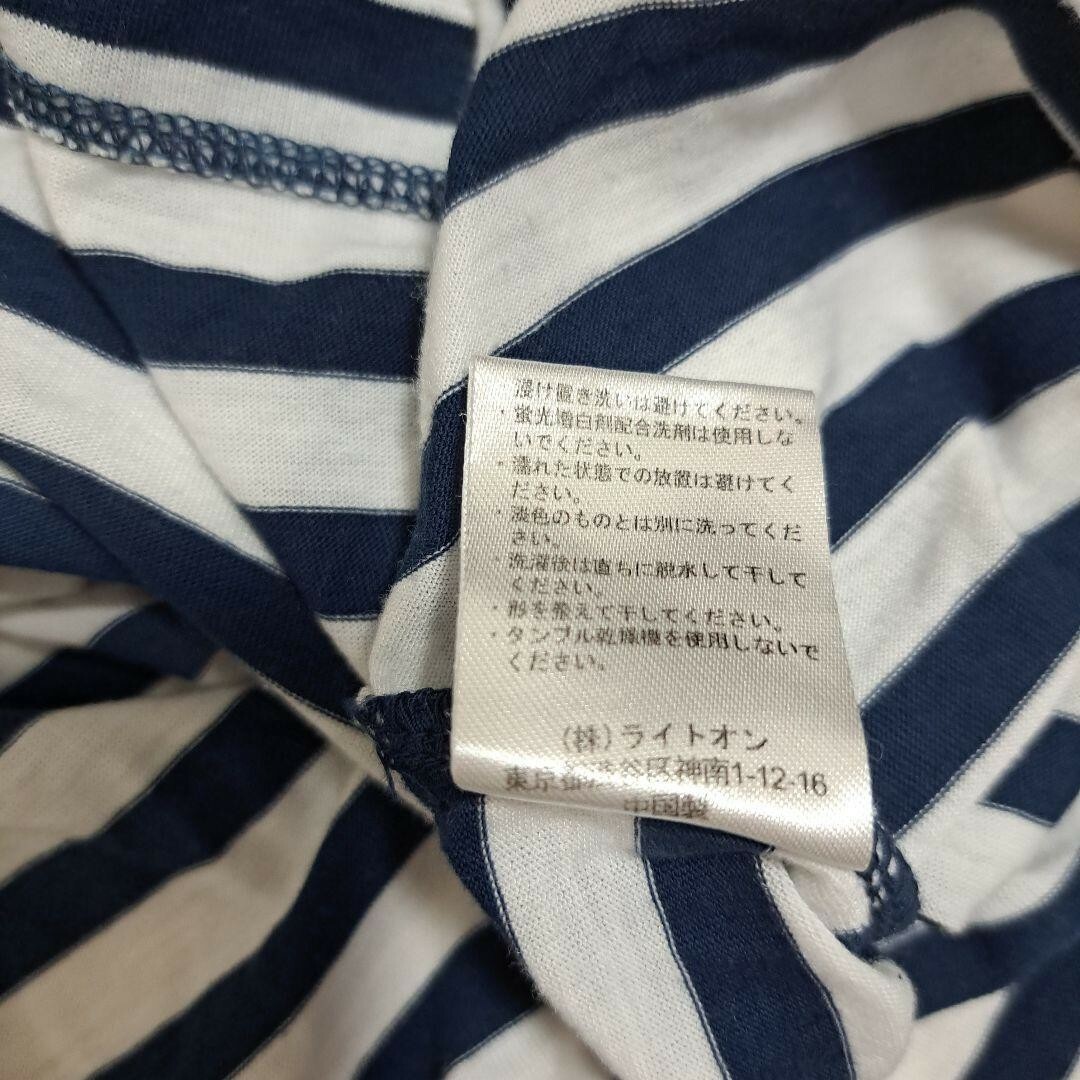 浸け置き洗いは避けてください。
・蛍光増白剤配合洗剤は使用しな
いでください。
・濡れた状態での放置は避けてく
ださい。
・淡色のものとは別に洗ってくだ
さい。
・洗濯後は直ちに脱水して干して
ください。
・形を整えて干してください。
・タンブル乾燥機を使用しないで
ください。
(株)ライトオン
東京都渋谷区神南1-12-16
中国製